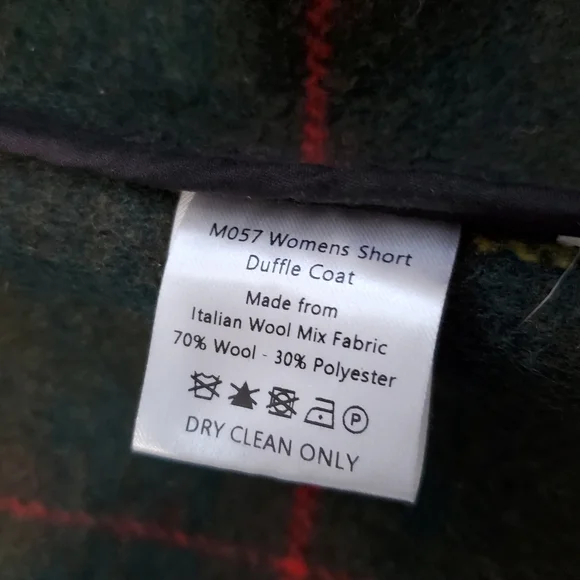 M057 Womens Short
Duffle Coat
Made from
Italian Wool Mix Fabric
70% Wool - 30% Polyester
P
DRY CLEAN ONLY